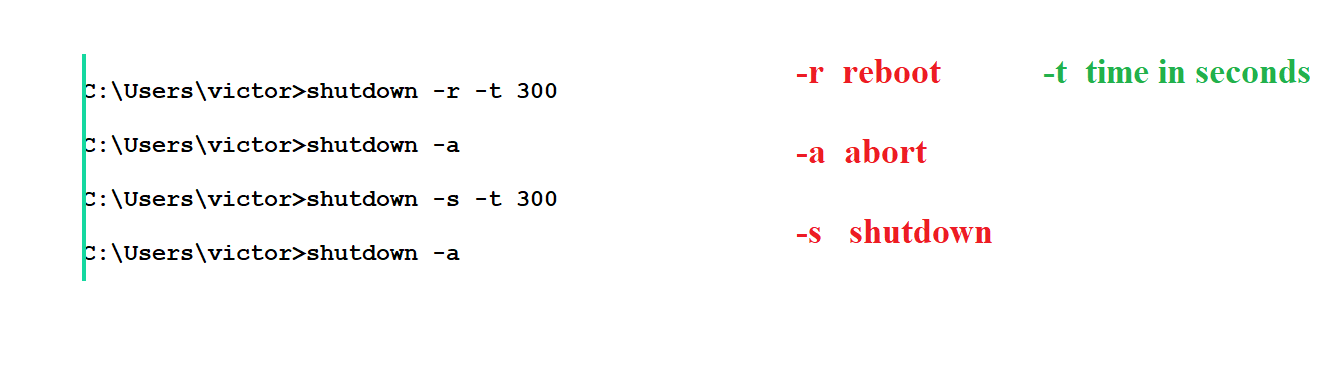 C:\Users\victor>shutdown -r -t 300
C:\Users\victor>shutdown -a
C:\Users\victor>shutdown -s -t 300
C:\Users\victor>shutdown -a
-r reboot
-t time in seconds
-a abort
-s shutdown